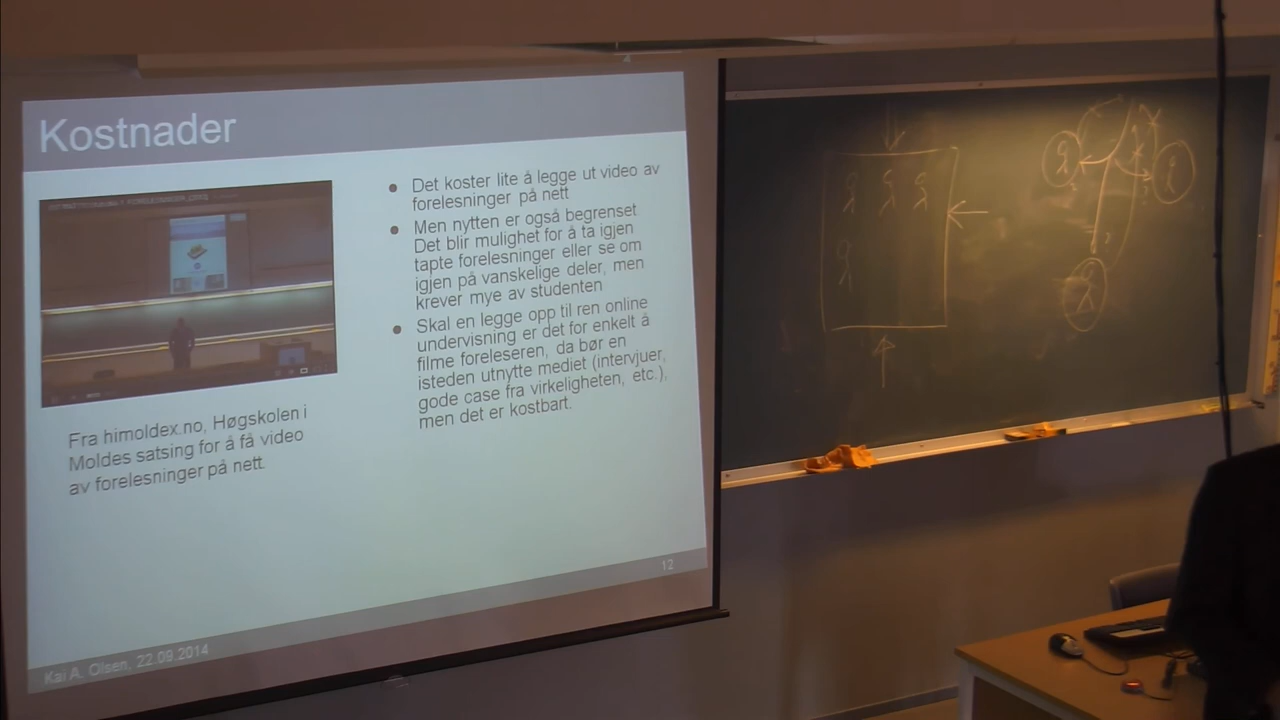 Kostnader
Det koster lite å legge ut video av
forelesninger på nett
Men nytten er også begrenset.
Det blir mulighet for å ta igjen
tapte forelesninger eller se om
igjen på vanskelige deler, men
krever mye av studenten
Skal en legge opp til ren online
undervisning er det for enkelt å
filme foreleseren, da bør en
isteden utnytte mediet (intervjuer,
gode case fra virkeligheten, etc.),
men det er kostbart.
Fra himoldex.no, Høgskolen i
Moldes satsing for å få video
av forelesninger på nett.
12
Kai A. Olsen, 22.09.2014